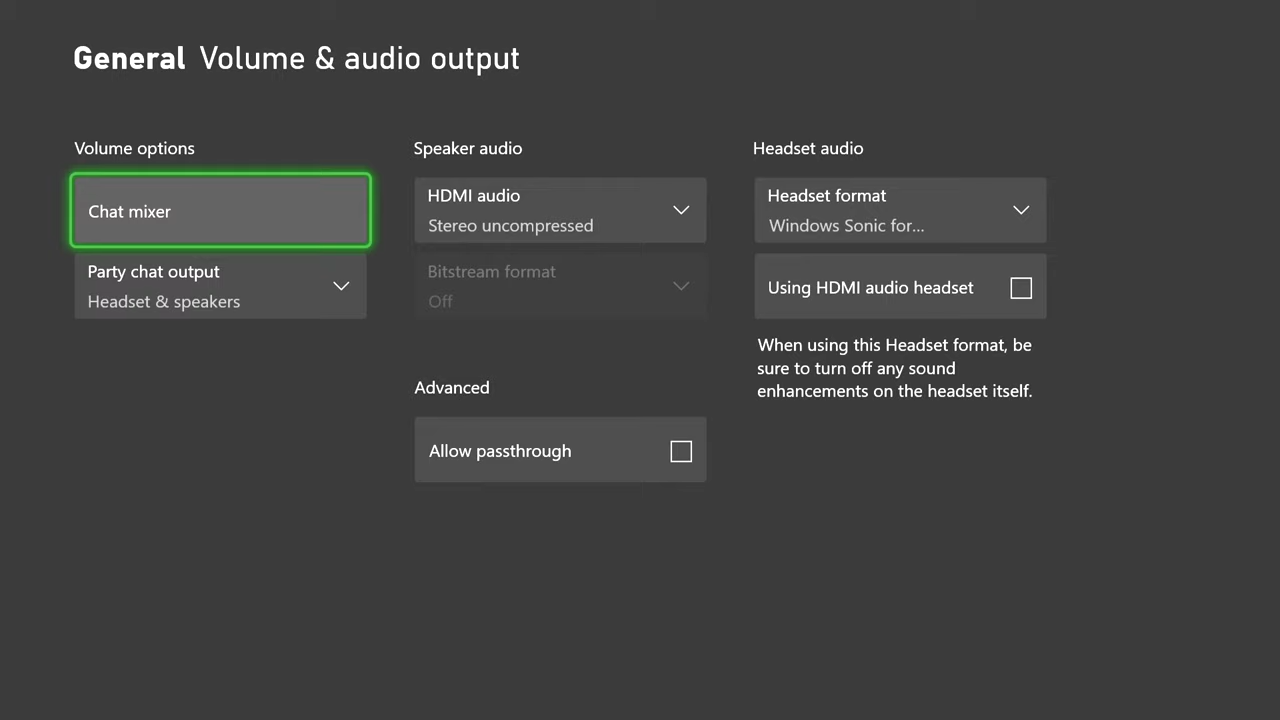 General Volume & audio output
Volume options
Chat mixer
Party chat output
Headset & speakers
Speaker audio
HDMI audio
Stereo uncompressed
Bitstream format
Off
Advanced
Allow passthrough
Headset audio
Headset format
Windows Sonic for...
Using HDMI audio headset
When using this Headset format, be
sure to turn off any sound
enhancements on the headset itself.